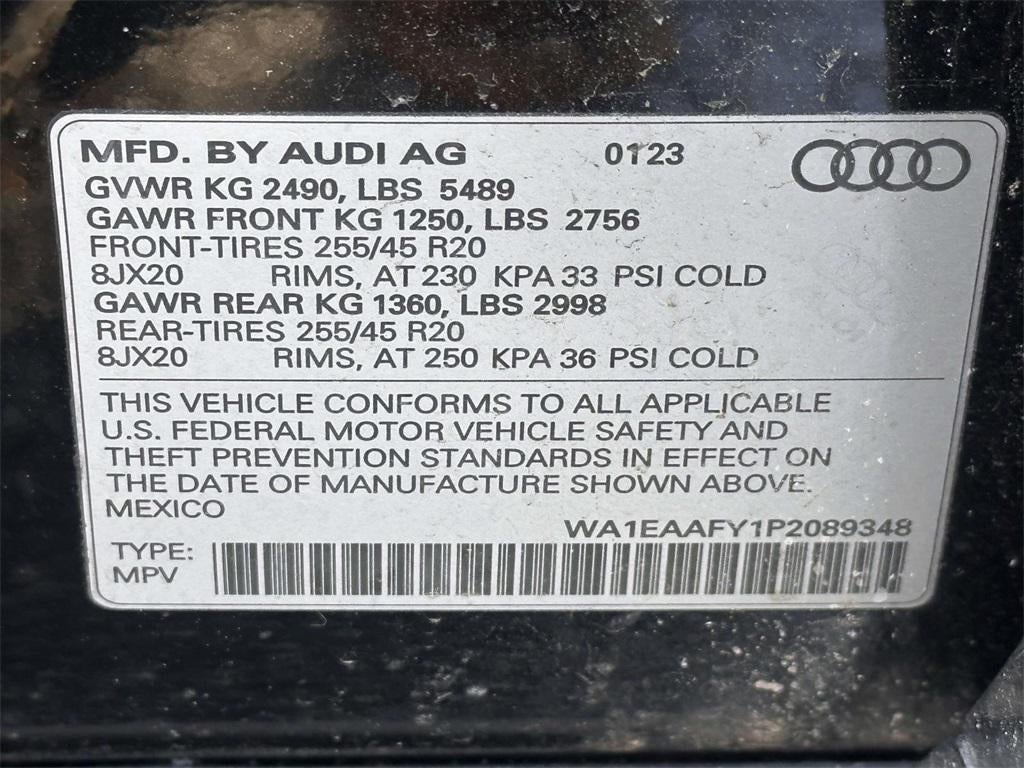 MFD. BY AUDI AG 0123
GVWR KG 2490, LBS 5489
GAWR FRONT KG 1250, LBS 2756
FRONT-TIRES 255/45 R20
8JX20 RIMS, AT 230 KPA 33 PSI COLD
GAWR REAR KG 1360, LBS 2998
REAR-TIRES 255/45 R20
8JX20 RIMS, AT 250 KPA 36 PSI COLD
THIS VEHICLE CONFORMS TO ALL APPLICABLE
U.S. FEDERAL MOTOR VEHICLE SAFETY AND
THEFT PREVENTION STANDARDS IN EFFECT ON
THE DATE OF MANUFACTURE SHOWN ABOVE.
MEXICO
WA1EAAFY1P2089348
TYPE:
MPV